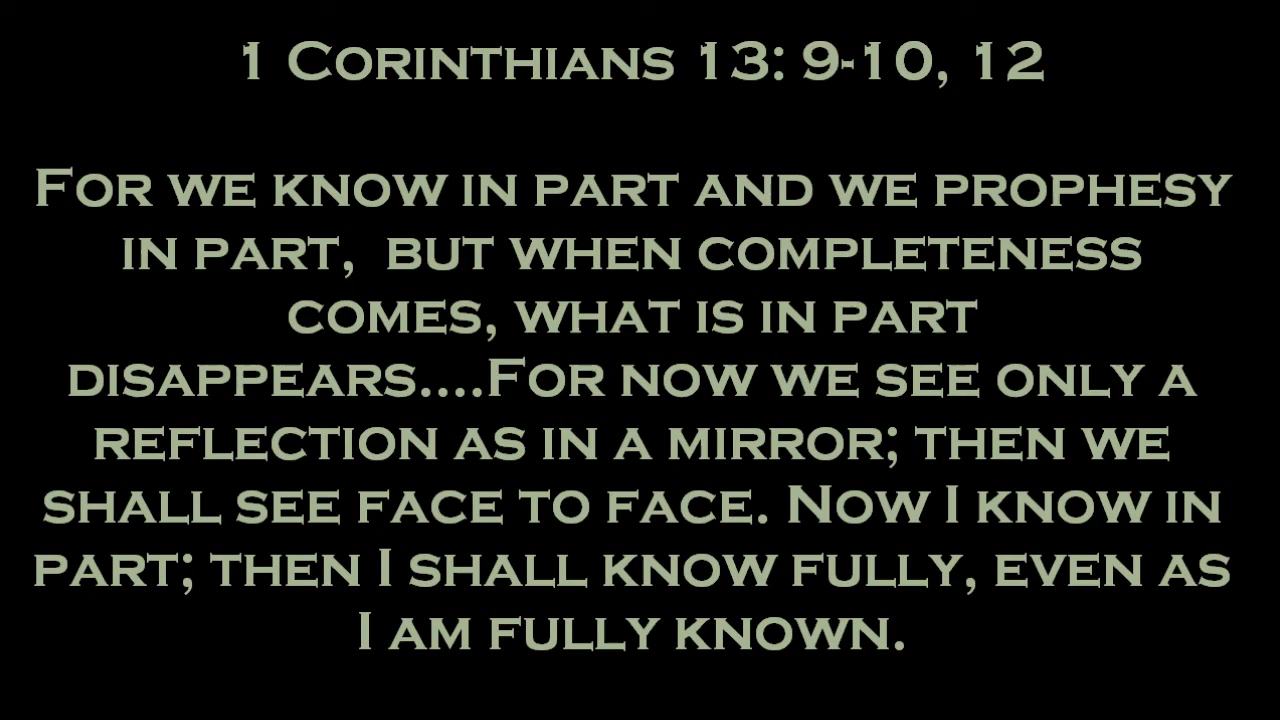 1 Corinthians 13: 9-10, 12
For we know in part and we prophesy
in part,  but when completeness
comes, what is in part
disappears....For now we see only a
reflection as in a mirror; then we
shall see face to face. Now I know in
part; then I shall know fully, even as
I am fully known.